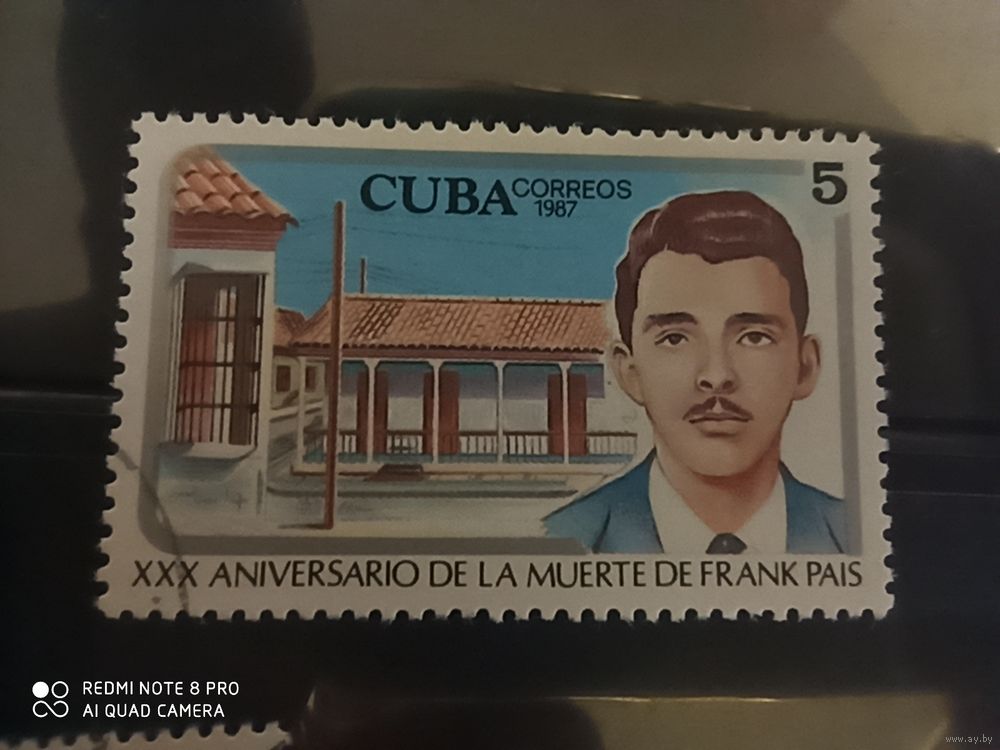 CUBA CORREOS 5
1987
XXX ANIVERSARIO DE LA MUERTE DE FRANK PAIS
REDMI NOTE 8 PRO
AI QUAD CAMERA
www.ay.by